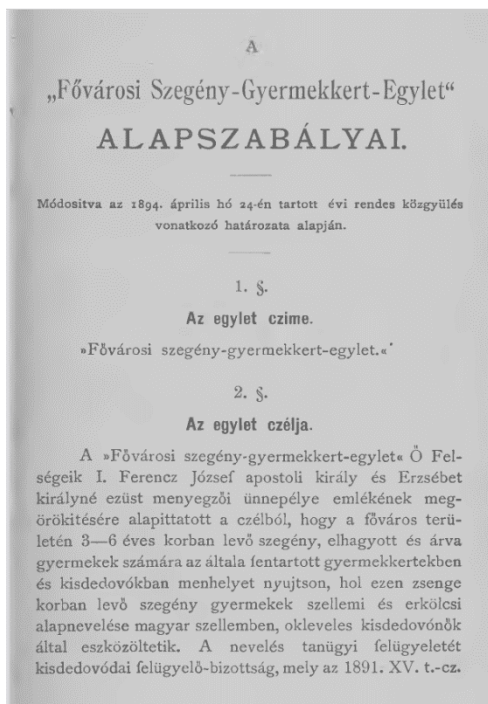 A
„Fővárosi Szegény-Gyermekkert-Egylet“
ALAPSZABÁLYAI.
Módositva az 1894. április hó 24-én tartott évi rendes közgyülés
vonatkozó határozata alapján.
1. §.
Az egylet czime.
»Fővárosi szegény-gyermekkert-egylet.«
2. §.
Az egylet czélja.
A »Fővárosi szegény-gyermekkert-egylet« Ő Fel-
ségeik I. Ferencz József apostoli király és Erzsébet
királyné ezüst menyegzői ünnepélye emlékének meg-
örökitésére alapittatott a czélból, hogy a főváros terü-
letén 3—6 éves korban levő szegény, elhagyott és árva
gyermekek számára az általa fentartott gyermekkertekben
és kisdedovókban menhelyet nyujtson, hol ezen zsenge
korban levő szegény gyermekek szellemi és erkölcsi
alapnevelése magyar szellemben, okleveles kisdedovónők
által eszközöltetik. A nevelés tanügyi felügyeletét
kisdedovódai felügyelő-bizottság, mely az 1891. XV. t.-cz.